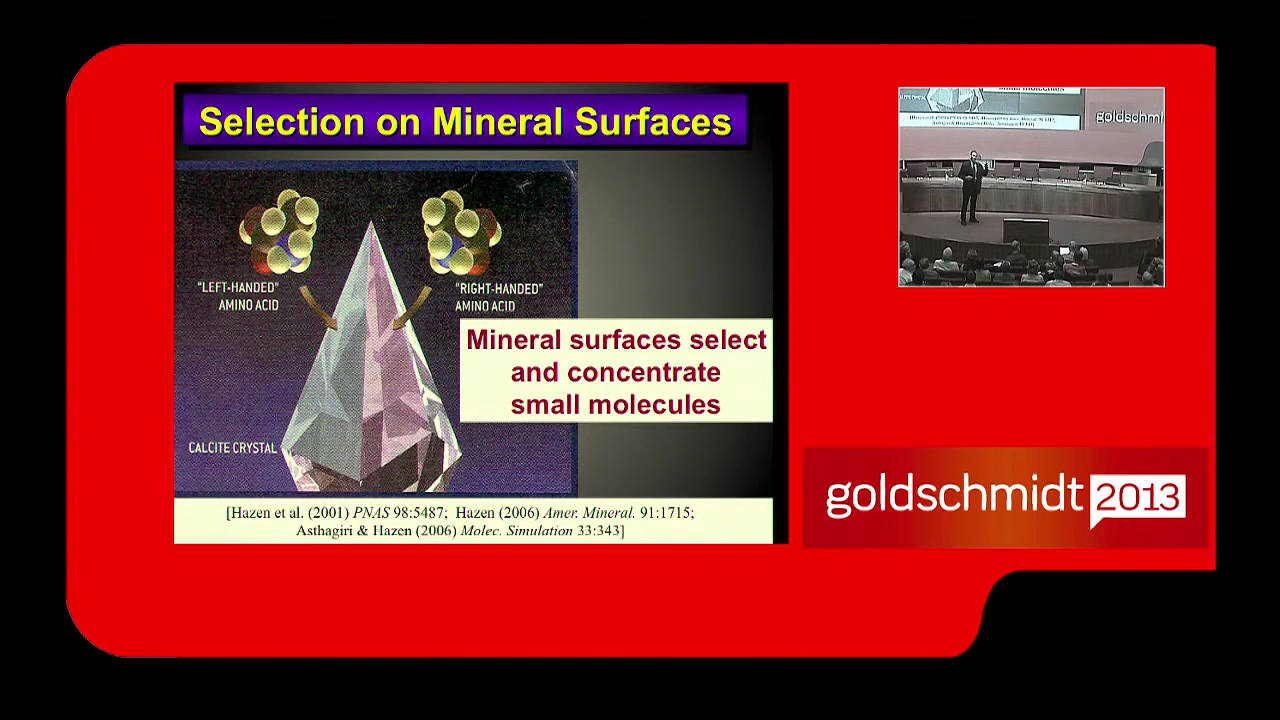 Selection on Mineral Surfaces
"LEFT-HANDED"
AMINO ACID
"RIGHT-HANDED"
AMINO ACID
Mineral surfaces select
and concentrate
small molecules
CALCITE CRYSTAL
[Hazen et al. (2001) PNAS 98:5487; Hazen (2006) Amer. Mineral. 91:1715;
Asthagiri & Hazen (2006) Molec. Simulation 33:343]
goldschmi
goldschmidt 2013